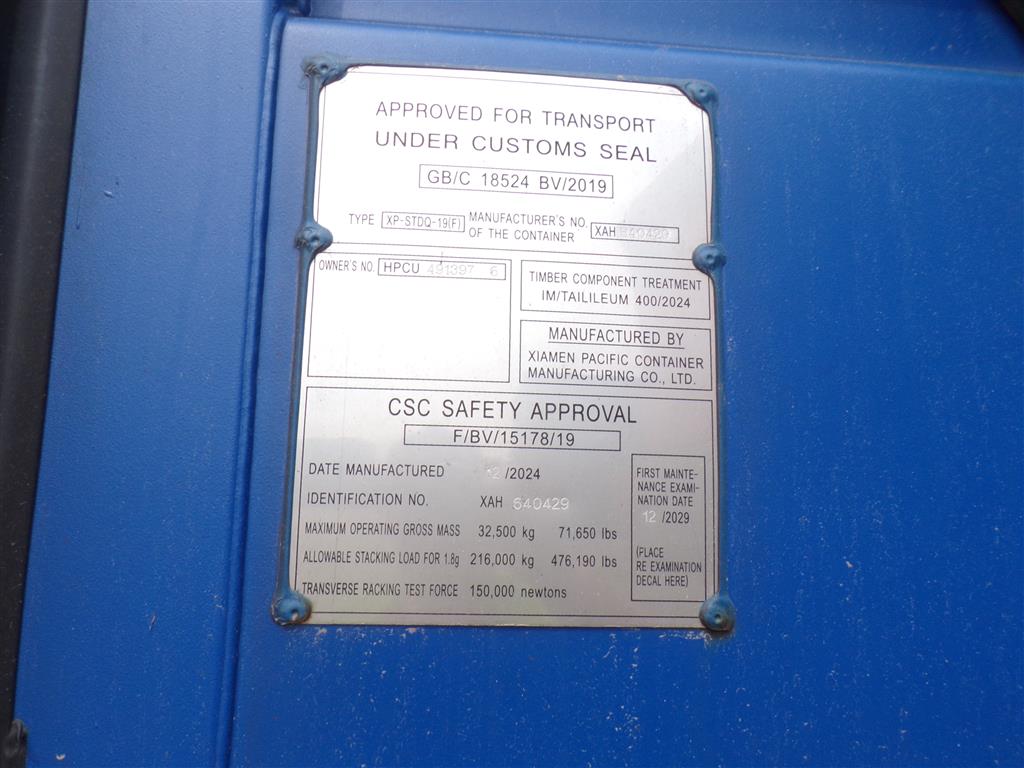 APPROVED FOR TRANSPORT
UNDER CUSTOMS SEAL
GB/C 18524 BV/2019
TYPE XP-STDQ-19(F) MANUFACTURER'S NO. OF THE CONTAINER XAH 640429
OWNER'S NO. HPCU 491397 6
TIMBER COMPONENT TREATMENT
IM/TAILILEUM 400/2024
MANUFACTURED BY
XIAMEN PACIFIC CONTAINER
MANUFACTURING CO., LTD.
CSC SAFETY APPROVAL
F/BV/15178/19
DATE MANUFACTURED 12 /2024
IDENTIFICATION NO. XAH 640429
MAXIMUM OPERATING GROSS MASS 32,500 kg 71,650 lbs
ALLOWABLE STACKING LOAD FOR 1.8g 216,000 kg 476,190 lbs
TRANSVERSE RACKING TEST FORCE 150,000 newtons
FIRST MAINTE-
NANCE EXAMI-
NATION DATE
12 /2029
(PLACE
RE EXAMINATION
DECAL HERE)